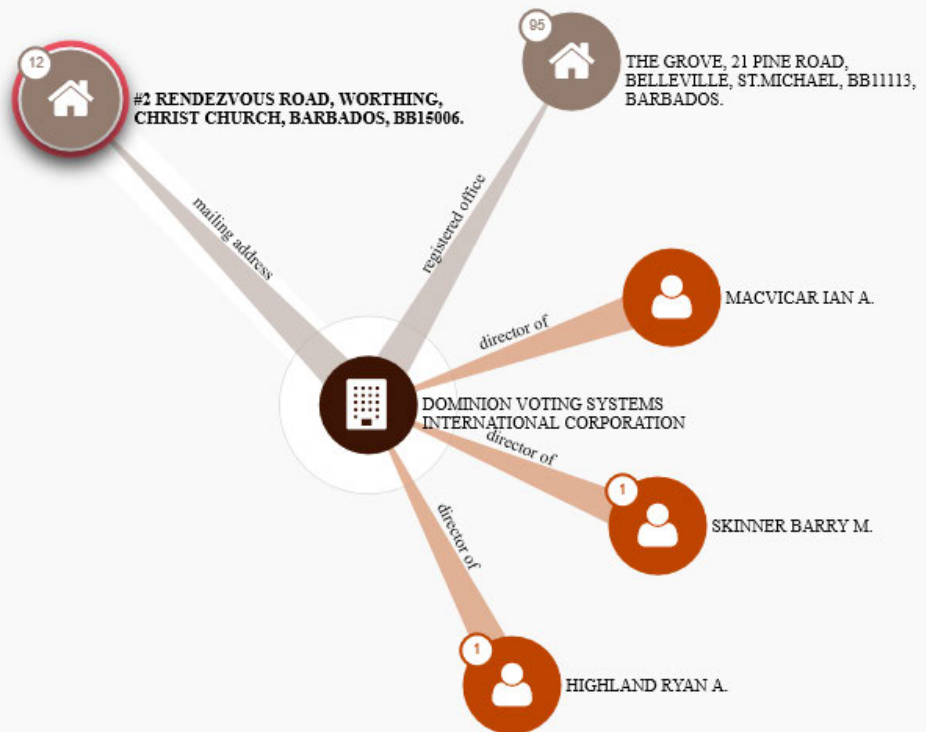 12
#2 RENDEZVOUS ROAD, WORTHING,
CHRIST CHURCH, BARBADOS, BB15006.
95
THE GROVE, 21 PINE ROAD,
BELLEVILLE, ST.MICHAEL, BB11113,
BARBADOS.
mailing address
registered office
director of
MACVICAR IAN A.
DOMINION VOTING SYSTEMS
INTERNATIONAL CORPORATION
director of
1
SKINNER BARRY M.
director of
1
HIGHLAND RYAN A.